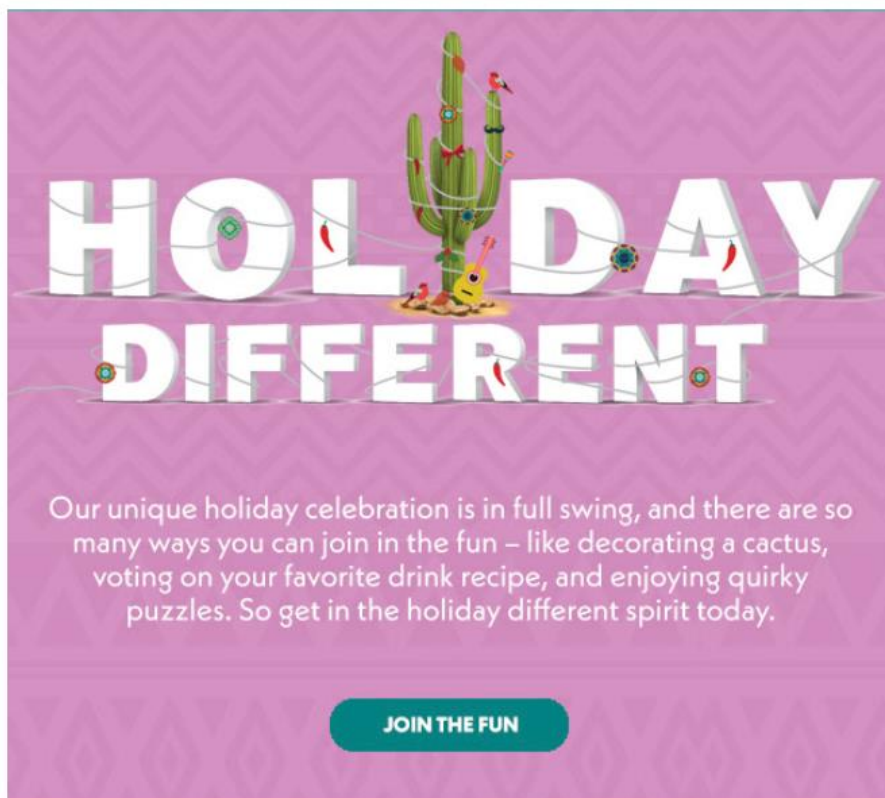 HOLIDAY
DIFFERENT
Our unique holiday celebration is in full swing, and there are so
many ways you can join in the fun – like decorating a cactus,
voting on your favorite drink recipe, and enjoying quirky
puzzles. So get in the holiday different spirit today.
JOIN THE FUN